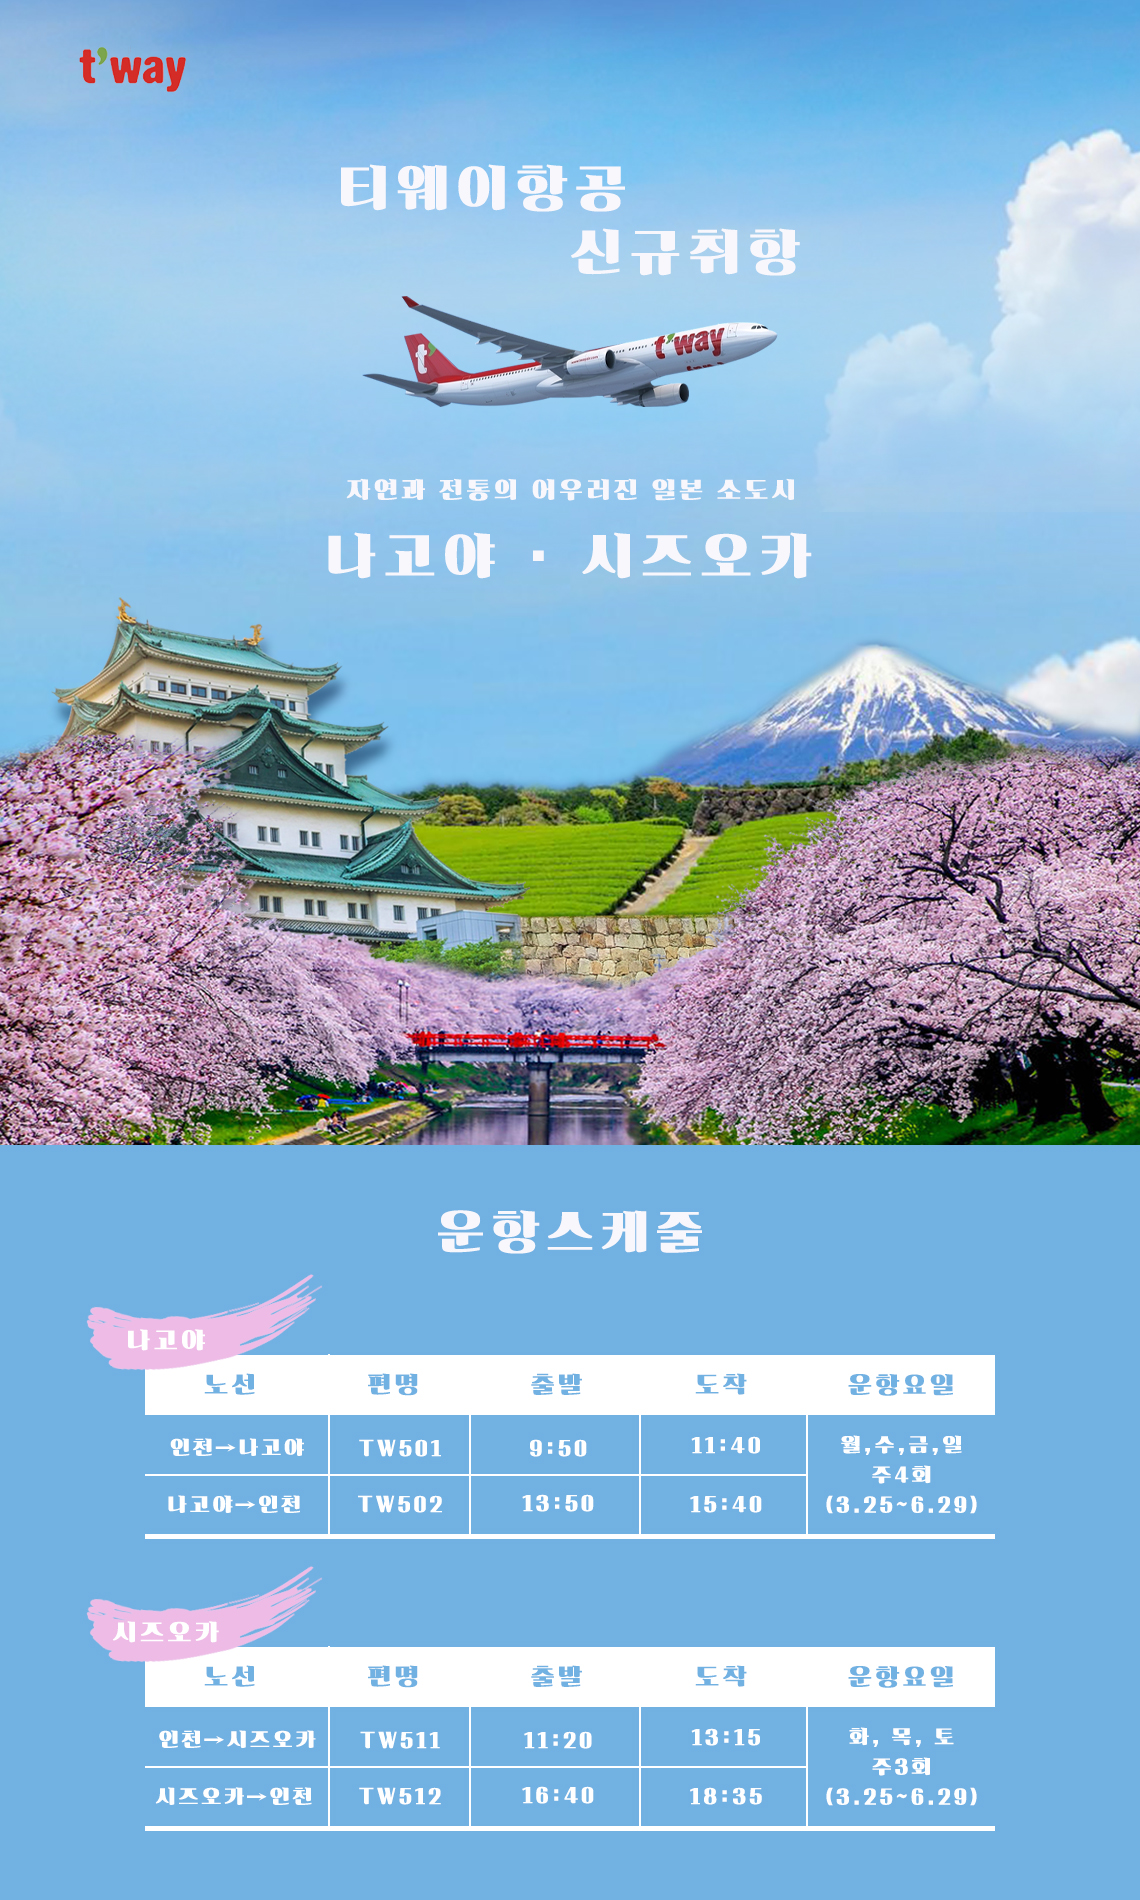 t'way
티웨이항공
신규취항
t'way
t'
자연과 전통의 어우러진 일본 소도시
나고야 · 시즈오카
운항스케줄
나고야
노선 편명 출발 도착 운항요일
인천→나고야 TW501 9:50 11:40 월,수,금,일
주4회
나고야→인천 TW502 13:50 15:40 (3.25~6.29)
시즈오카
노선 편명 출발 도착 운항요일
인천→시즈오카 TW511 11:20 13:15 화, 목, 토
주3회
시즈오카→인천 TW512 16:40 18:35 (3.25~6.29)